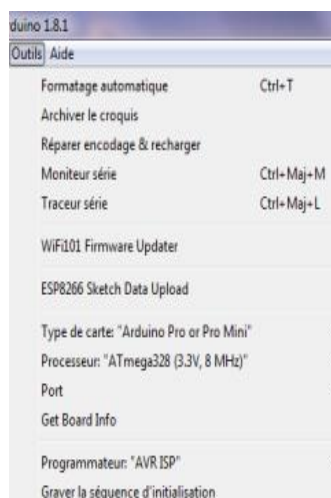 duino 1.8.1
Outils Aide
Formatage automatique Ctrl+T
Archiver le croquis
Réparer encodage & recharger
Moniteur série Ctrl+Maj+M
Traceur série Ctrl+Maj+L
WiFi101 Firmware Updater
ESP8266 Sketch Data Upload
Type de carte: "Arduino Pro or Pro Mini"
Processeur: "ATmega328 (3.3V, 8 MHz)"
Port
Get Board Info
Programmateur: "AVR ISP"
Graver la séquence d'initialisation